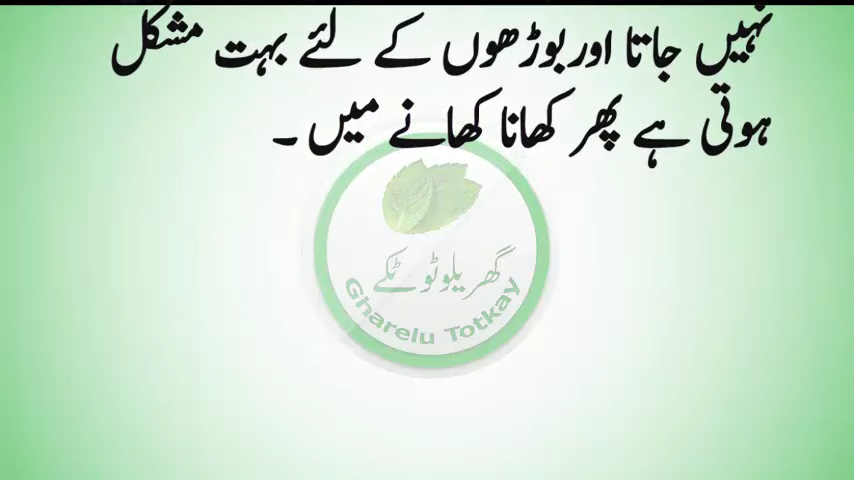 نہیں جاتا اور بوڑھوں کے لئے بہت مشکل
ہوتی ہے پھر کھانا کھانے میں۔
گھریلو ٹوٹکے
Gharelu Totkay